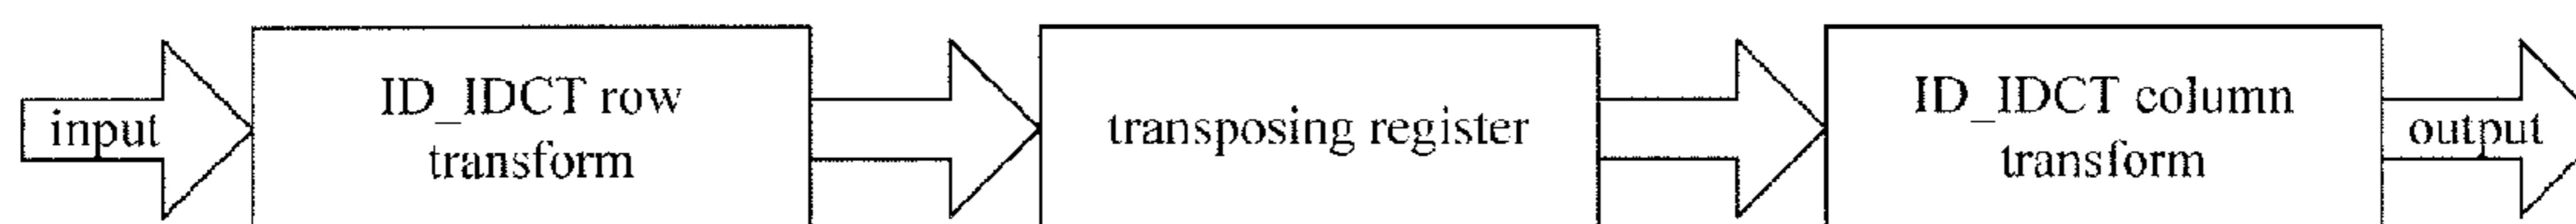 input
ID_IDCT row
transform
transposing register
ID_IDCT column
transform
output